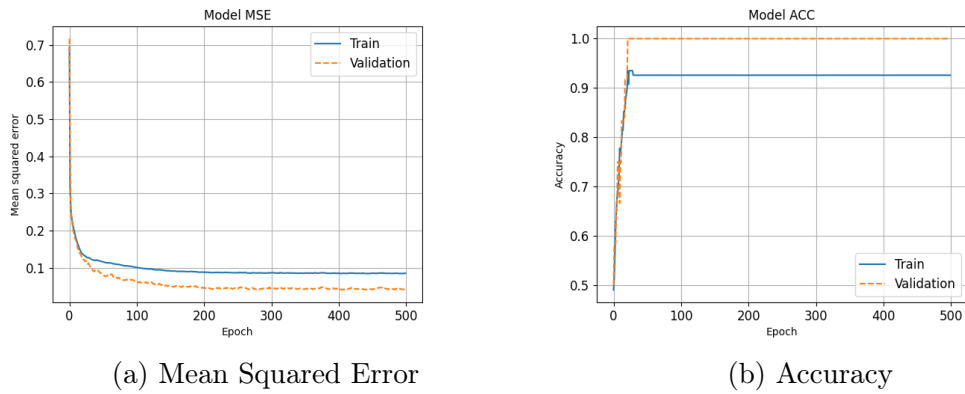 Model MSE
0.7
0.6
0.5
0.4
0.3
0.2
0.1
Mean squared error
Train
Validation
0 100 200 300 400 500
Epoch
(a) Mean Squared Error
Model ACC
1.0
0.9
0.8
0.7
0.6
0.5
Accuracy
Train
Validation
0 100 200 300 400 500
Epoch
(b) Accuracy